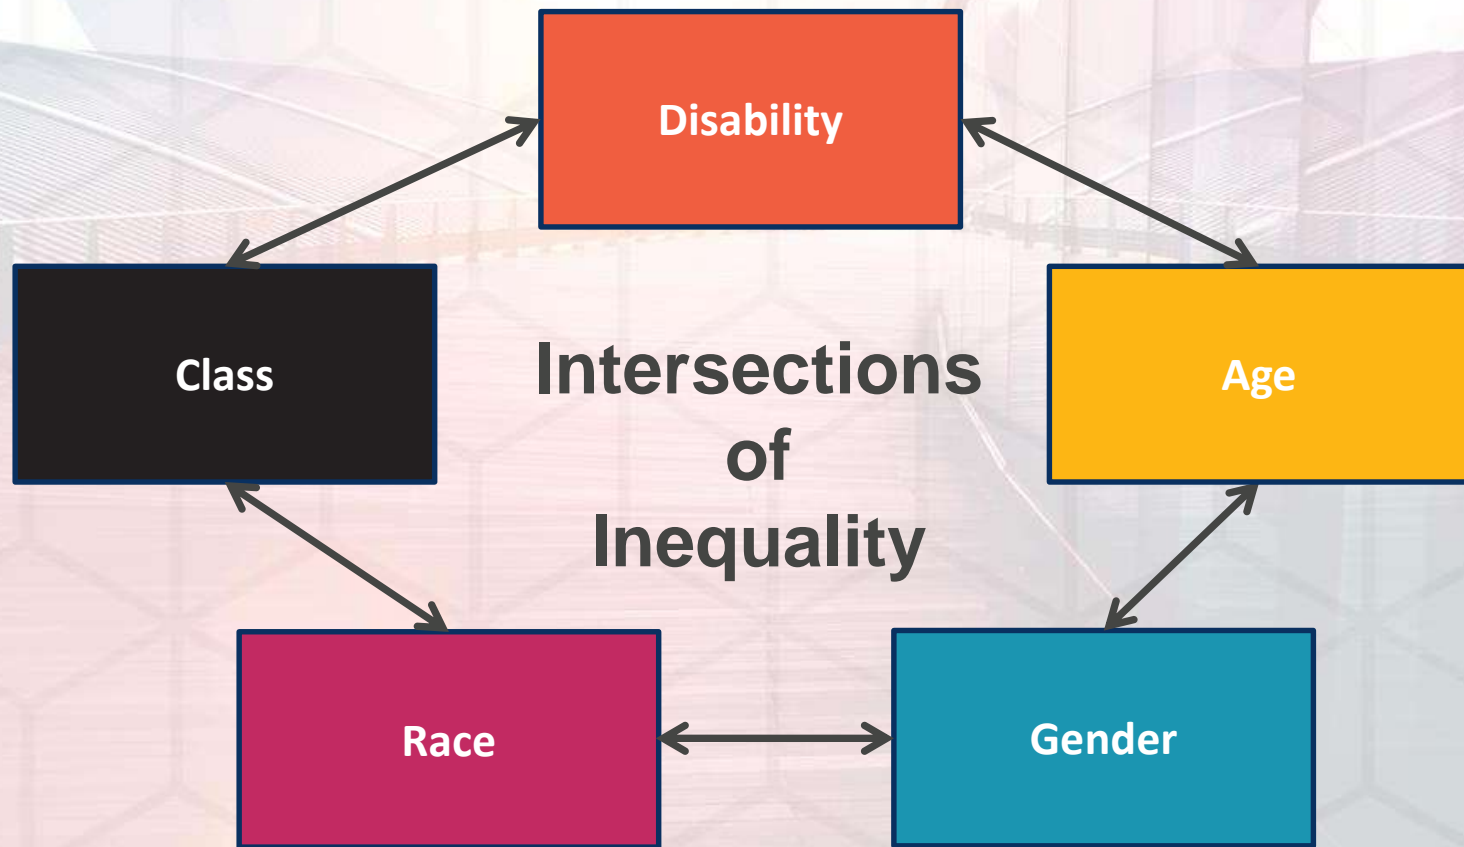 Disability
Class
Age
Intersections
of
Inequality
Race
Gender